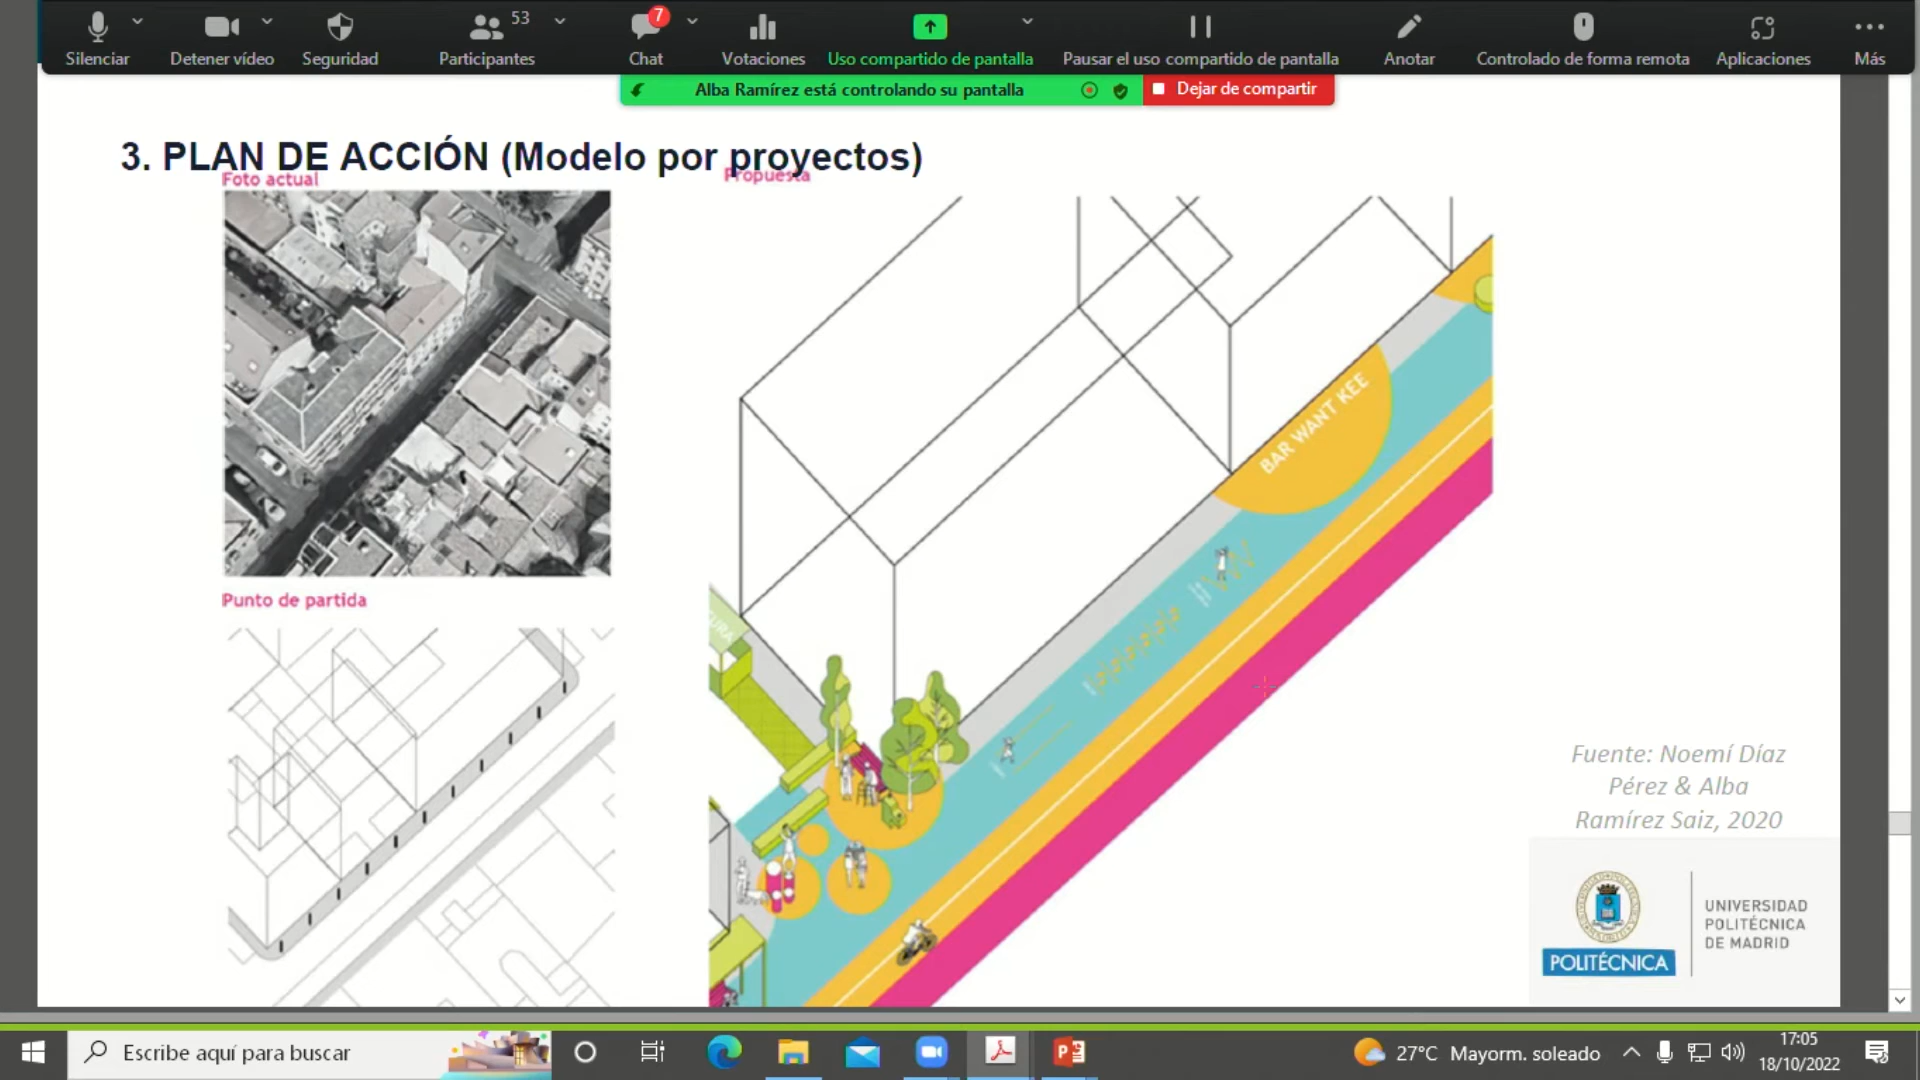 Silenciar
Detener vídeo
Seguridad
53
Participantes
7
Chat
Votaciones
Uso compartido de pantalla
Pausar el uso compartido de pantalla
Anotar
Controlado de forma remota
Aplicaciones
Más
Alba Ramírez está controlando su pantalla
Dejar de compartir
3. PLAN DE ACCIÓN (Modelo por proyectos)
Foto actual
Propuesta
BAR WANT KEE
Punto de partida
Fuente: Noemí Díaz
Pérez & Alba
Ramírez Saiz, 2020
UNIVERSIDAD
POLITÉCNICA
DE MADRID
POLITÉCNICA
Escribe aquí para buscar
27°C Mayorm. soleado
17:05
18/10/2022